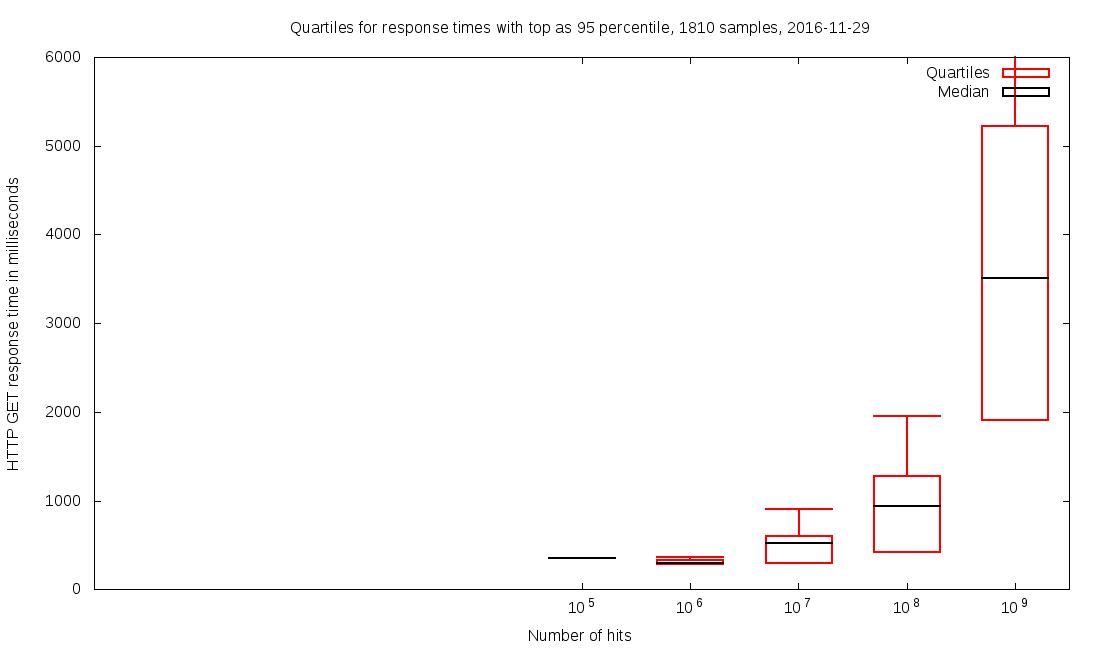 Quartiles for response times with top as 95 percentile, 1810 samples, 2016-11-29
6000
5000
4000
3000
2000
1000
0
HTTP GET response time in milliseconds
Quartiles
Median
10^5 10^6 10^7 10^8 10^9
Number of hits